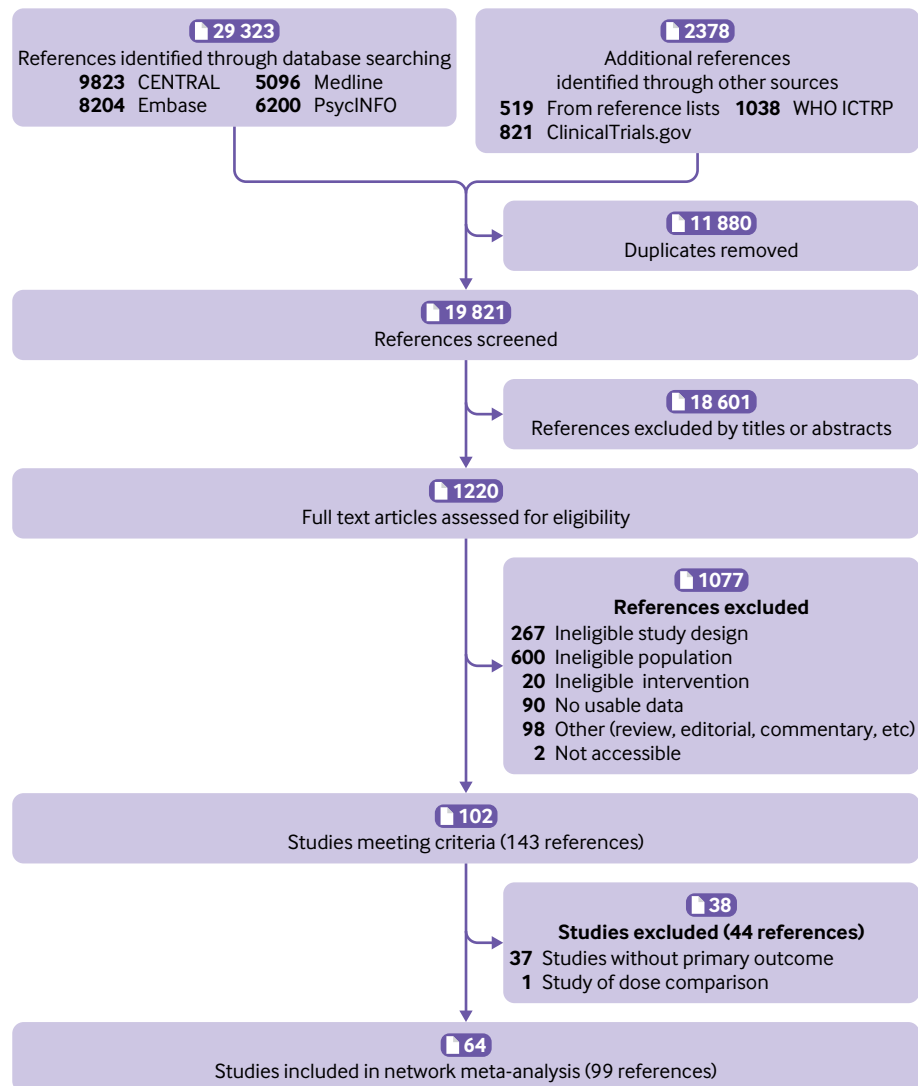 29 323
References identified through database searching
9823 CENTRAL 5096 Medline
8204 Embase 6200 PsycINFO
2378
Additional references
identified through other sources
519 From reference lists 1038 WHO ICTRP
821 ClinicalTrials.gov
11 880
Duplicates removed
19 821
References screened
18 601
References excluded by titles or abstracts
1220
Full text articles assessed for eligibility
1077
References excluded
267 Ineligible study design
600 Ineligible population
20 Ineligible intervention
90 No usable data
98 Other (review, editorial, commentary, etc)
2 Not accessible
102
Studies meeting criteria (143 references)
38
Studies excluded (44 references)
37 Studies without primary outcome
1 Study of dose comparison
64
Studies included in network meta-analysis (99 references)